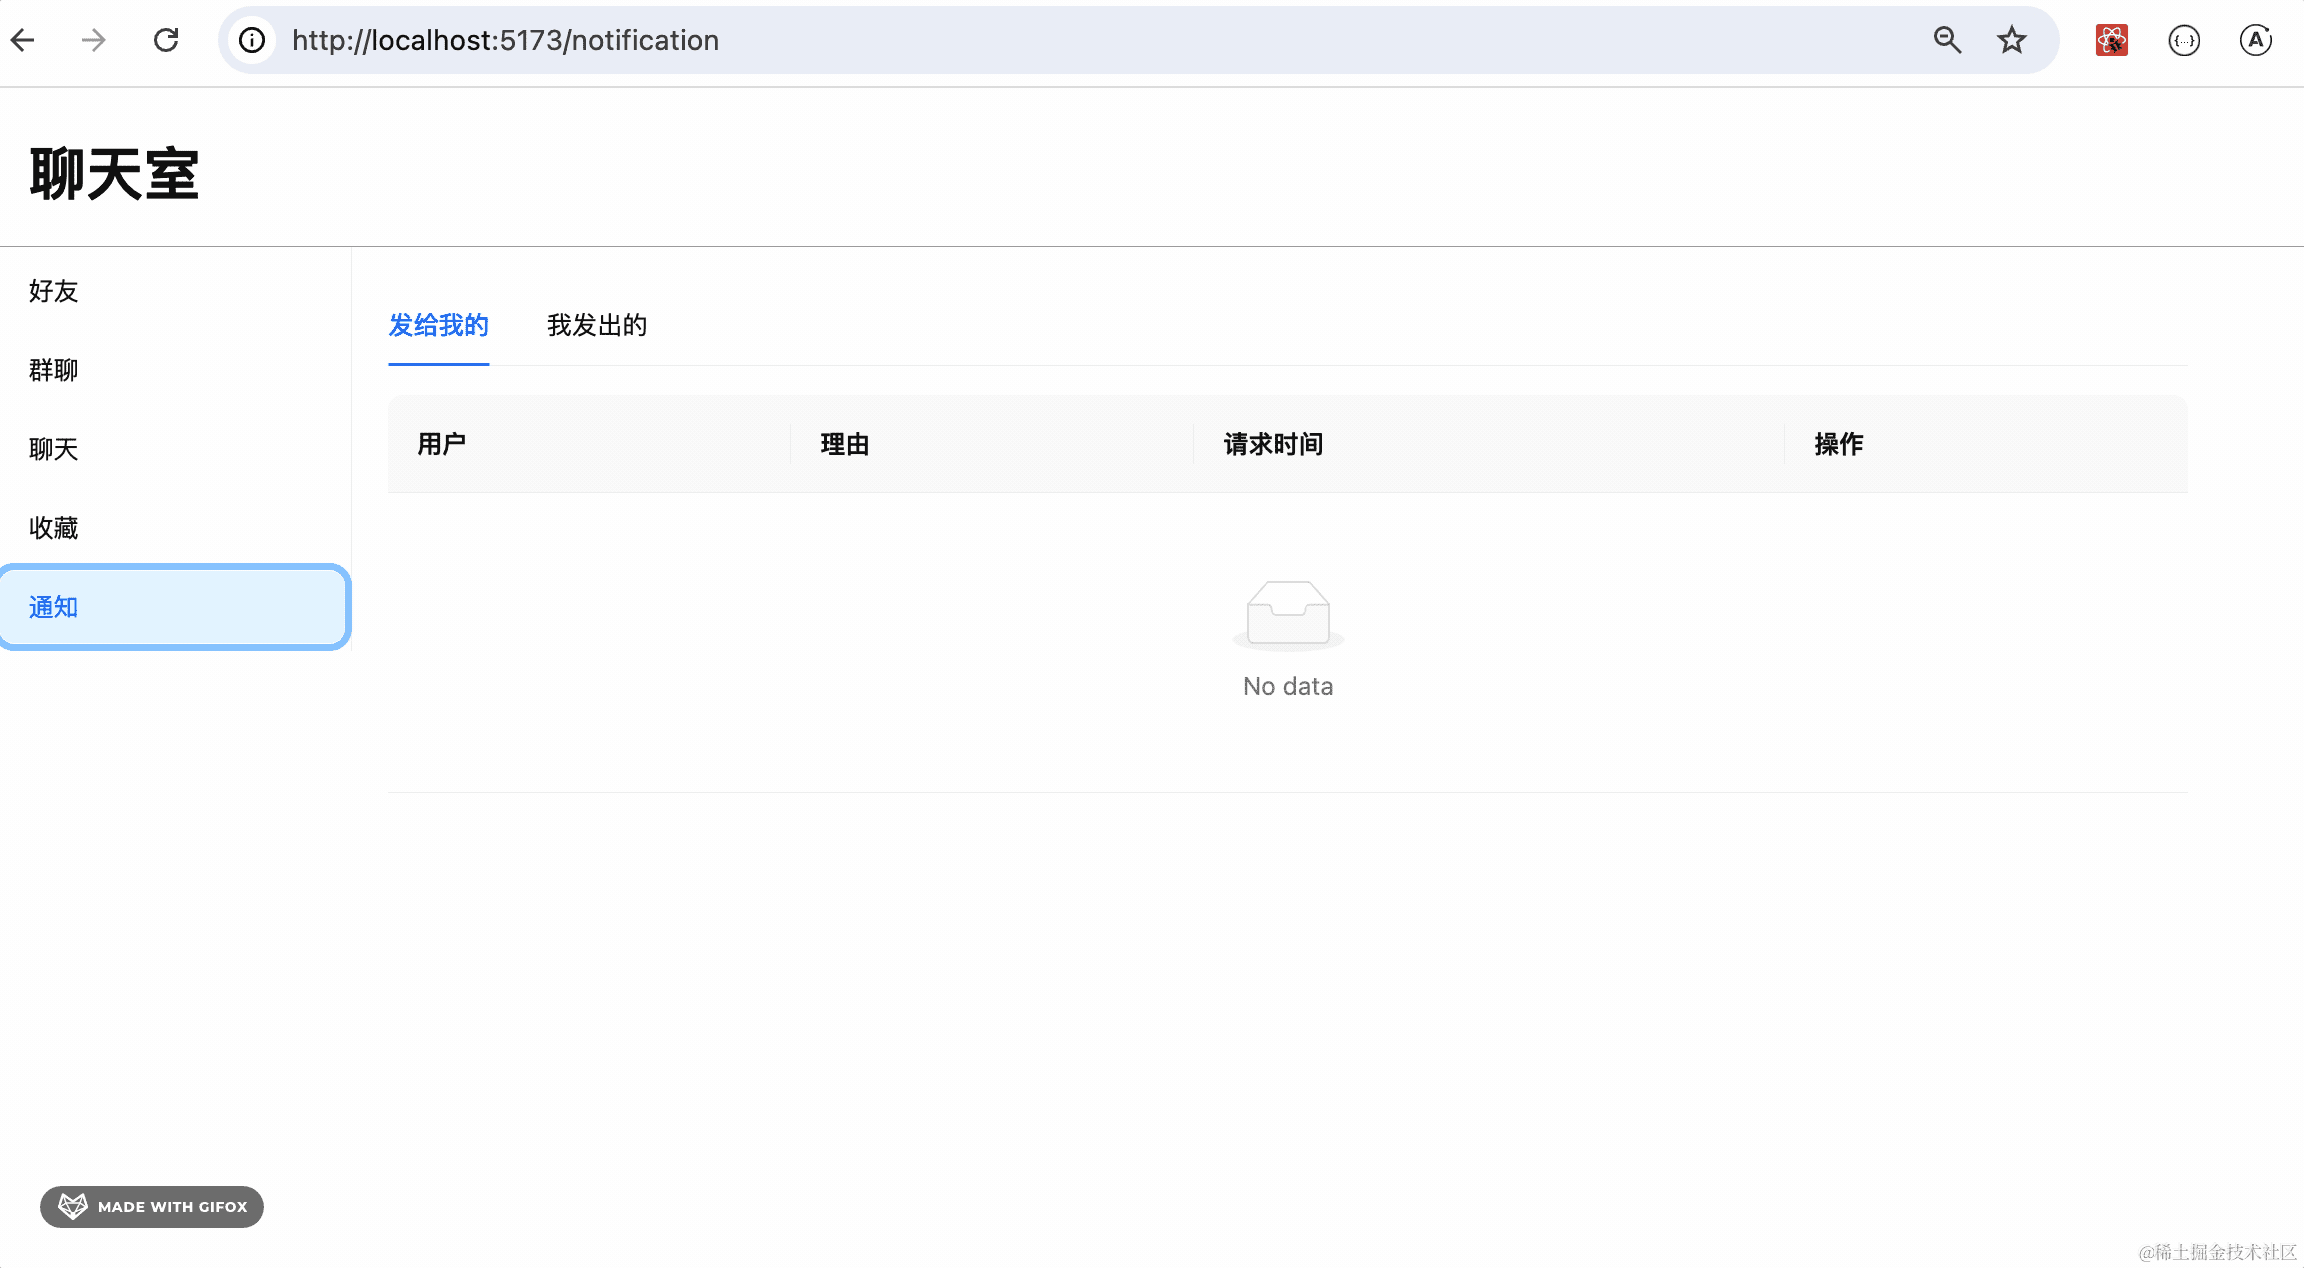 http://localhost:5173/notification
聊天室
好友
群聊
聊天
收藏
通知
发给我的 我发出的
用户 理由 请求时间 操作
No data
MADE WITH GIFOX
@稀土掘金技术社区